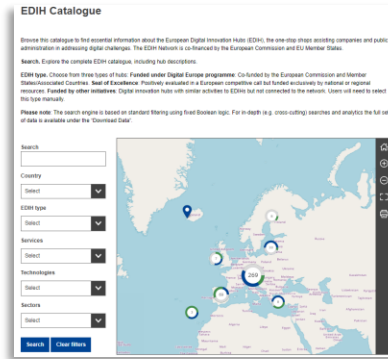 EDIH Catalogue
Browse this catalogue to find essential information about the European Digital Innovation Hubs (EDIH), the one-stop shops assisting companies and public
administration in addressing digital challenges. The EDIH Network is co-financed by the European Commission and EU Member States.
Search. Explore the complete EDIH catalogue, including hub descriptions.
EDIH type. Choose from three types of hubs: Funded under Digital Europe programme: Co-funded by the European Commission and Member
States/Associated Countries. Seal of Excellence: Positively evaluated in a European competitive call but funded exclusively by national or regional
resources. Funded by other initiatives: Digital innovation hubs with similar activities to EDIHs but not connected to the network. Users will need to select
this type manually.
Please note: The search engine is based on standard filtering using fixed Boolean logic. For in-depth (e.g. cross-cutting) searches and analytics the full set
of data is available under the 'Download Data'.
Search
Country
Select
EDIH type
Select
Services
Select
Technologies
Select
Sectors
Select
Search
Clear filters
269